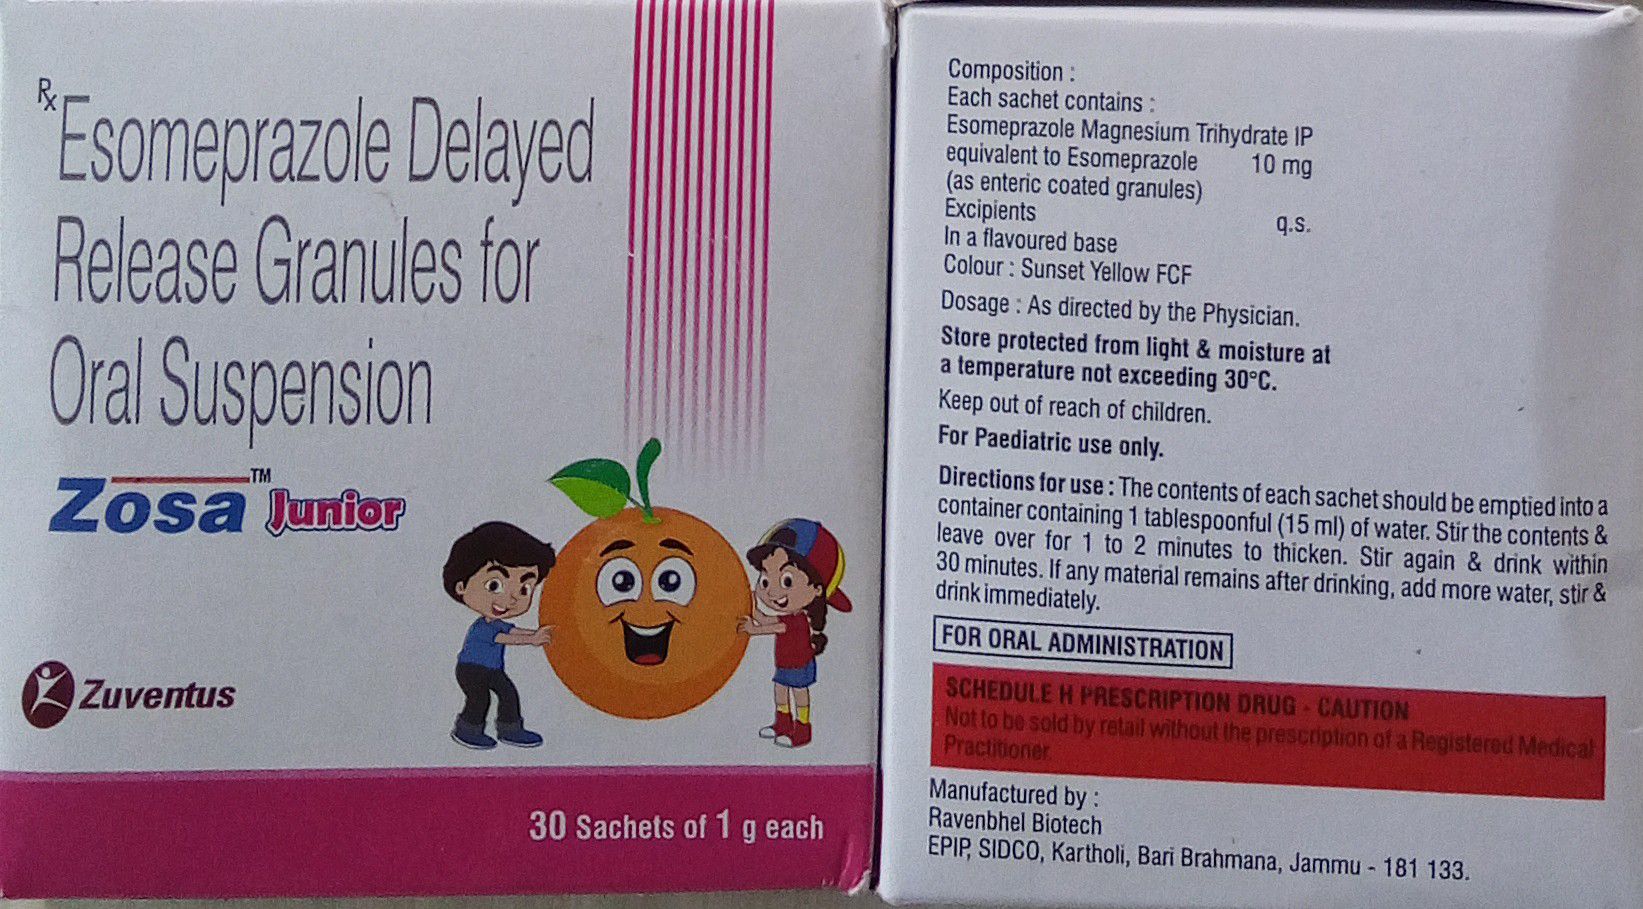 Rx Esomeprazole Delayed
Release Granules for
Oral Suspension
Zosa™ Junior
Zuventus
30 Sachets of 1 g each
Composition :
Each sachet contains :
Esomeprazole Magnesium Trihydrate IP
equivalent to Esomeprazole 10 mg
(as enteric coated granules)
Excipients q.s.
In a flavoured base
Colour : Sunset Yellow FCF
Dosage : As directed by the Physician.
Store protected from light & moisture at
a temperature not exceeding 30°C.
Keep out of reach of children.
For Paediatric use only.
Directions for use : The contents of each sachet should be emptied into a
container containing 1 tablespoonful (15 ml) of water. Stir the contents &
leave over for 1 to 2 minutes to thicken. Stir again & drink within
30 minutes. If any material remains after drinking, add more water, stir &
drink immediately.
FOR ORAL ADMINISTRATION
SCHEDULE H PRESCRIPTION DRUG - CAUTION
Not to be sold by retail without the prescription of a Registered Medical
Practitioner.
Manufactured by :
Ravenbhel Biotech
EPIP, SIDCO, Kartholi, Bari Brahmana, Jammu - 181 133.